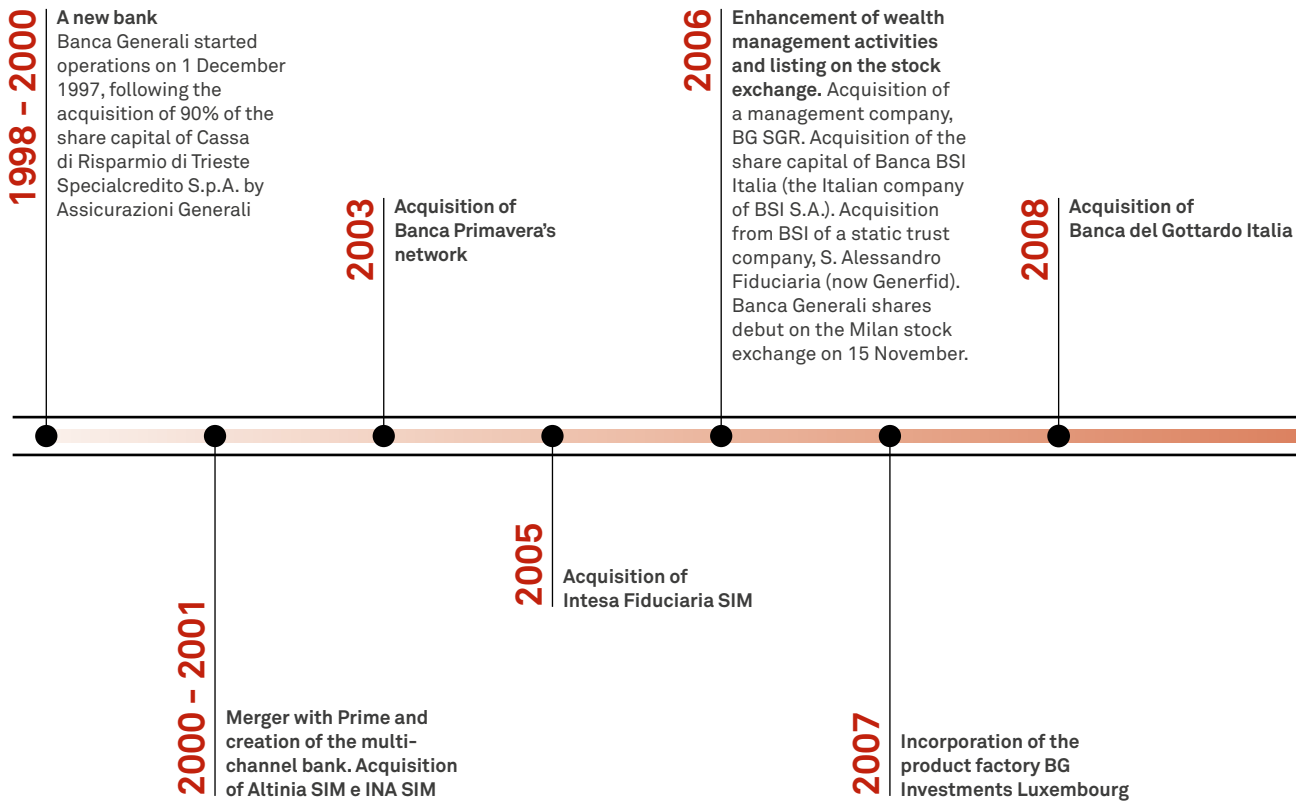 1998 – 2000
A new bank
Banca Generali started
operations on 1 December
1997, following the
acquisition of 90% of the
share capital of Cassa
di Risparmio di Trieste
Specialcredito S.p.A. by
Assicurazioni Generali
2000 – 2001
Merger with Prime and
creation of the multi-
channel bank. Acquisition
of Altinia SIM e INA SIM
2003
Acquisition of
Banca Primavera’s
network
2005
Acquisition of
Intesa Fiduciaria SIM
2006
Enhancement of wealth
management activities
and listing on the stock
exchange. Acquisition of
a management company,
BG SGR. Acquisition of the
share capital of Banca BSI
Italia (the Italian company
of BSI S.A.). Acquisition
from BSI of a static trust
company, S. Alessandro
Fiduciaria (now Generfid).
Banca Generali shares
debut on the Milan stock
exchange on 15 November.
2007
Incorporation of the
product factory BG
Investments Luxembourg
2008
Acquisition of
Banca del Gottardo Italia